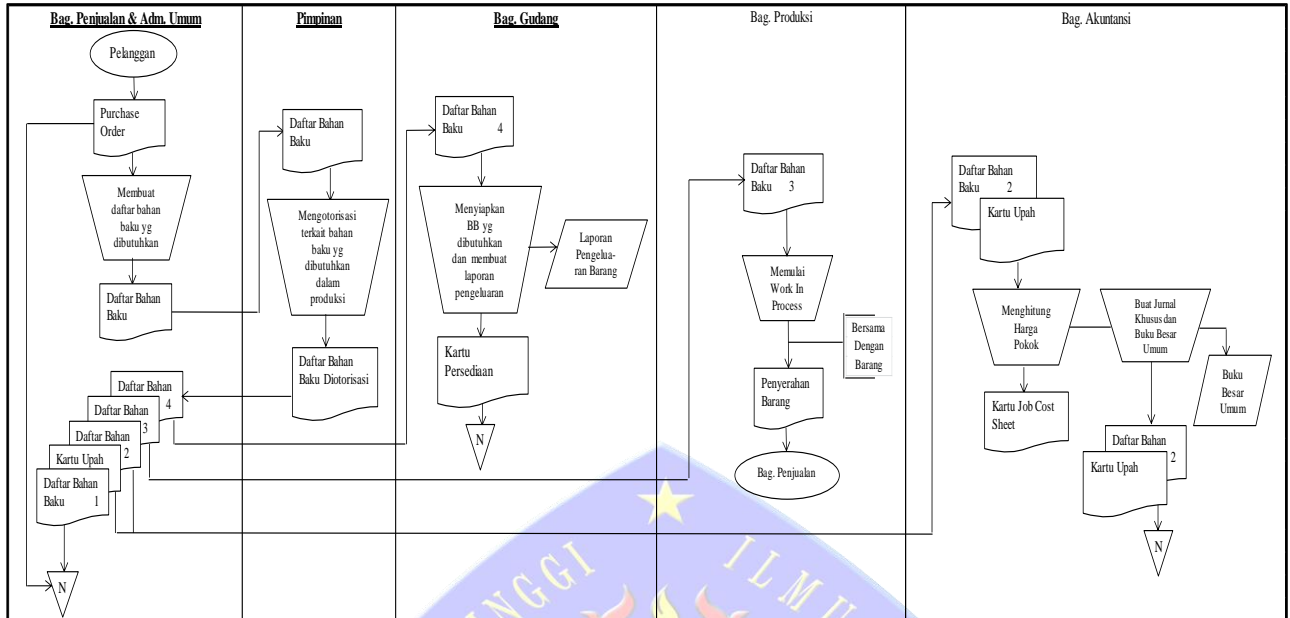 Bag. Penjualan & Adm. Umum
Pelanggan
Purchase
Order
Membuat
daftar bahan
baku yg
dibutuhkan
Daftar Bahan
Baku
Daftar Bahan
4
Daftar Bahan
3
Daftar Bahan
2
Kartu Upah
Daftar Bahan
Baku 1
N
Pimpinan
Daftar Bahan
Baku
Mengotorisasi
terkait bahan
baku yg
dibutuhkan
dalam
produksi
Daftar Bahan
Baku Diotorisasi
Bag. Gudang
Daftar Bahan
Baku 4
Menyiapkan
BB yg
dibutuhkan
dan membuat
laporan
pengeluaran
Laporan
Pengelua-
ran Barang
Kartu
Persediaan
N
Bag. Produksi
Daftar Bahan
Baku 3
Memulai
Work In
Process
Bersama
Dengan
Barang
Penyerahan
Barang
Bag. Penjualan
Bag. Akuntansi
Daftar Bahan
Baku 2
Kartu Upah
Menghitung
Harga
Pokok
Buat Jurnal
Khusus dan
Buku Besar
Umum
Buku
Besar
Umum
Kartu Job Cost
Sheet
Daftar Bahan
2
Kartu Upah
N
INGGI ILMU